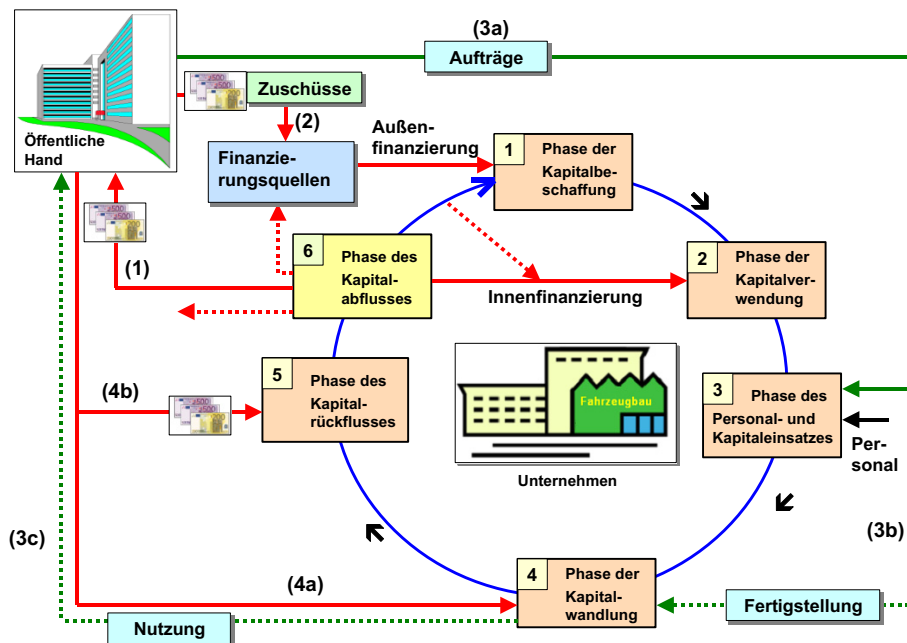 (3a)
Aufträge
Zuschüsse
(2)
Öffentliche
Hand
Finanzie-
rungsquellen
Außen-
finanzierung
1
Phase der
Kapitalbe-
schaffung
(1)
6
Phase des
Kapital-
abflusses
Innenfinanzierung
2
Phase der
Kapitalver-
wendung
(4b)
5
Phase des
Kapital-
rückflusses
Fahrzeugbau
Unternehmen
3
Phase des
Personal- und
Kapitaleinsatzes
Per-
sonal
(3c)
(3b)
(4a)
4
Phase der
Kapital-
wandlung
Nutzung
Fertigstellung